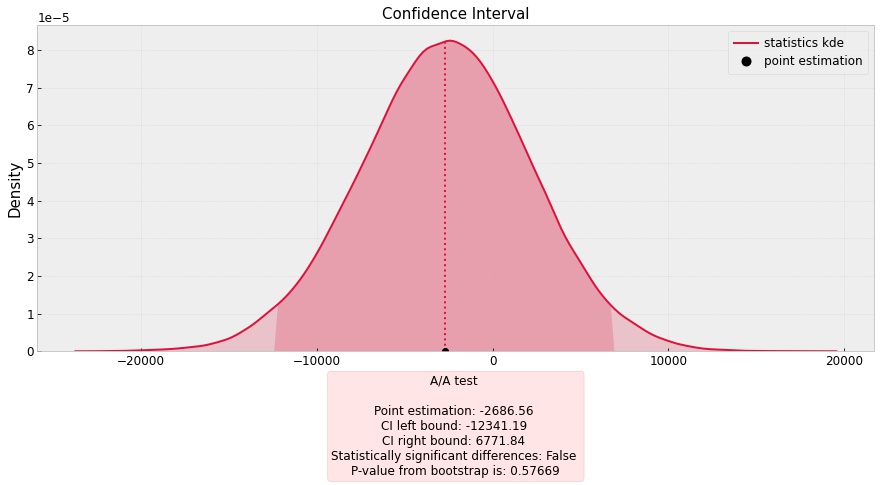 Confidence Interval
1e−5
statistics kde
point estimation
8
7
6
5
4
3
2
1
0
Density
−20000
−10000
0
10000
20000
A/A test
Point estimation: -2686.56
CI left bound: -12341.19
CI right bound: 6771.84
Statistically significant differences: False
P-value from bootstrap is: 0.57669